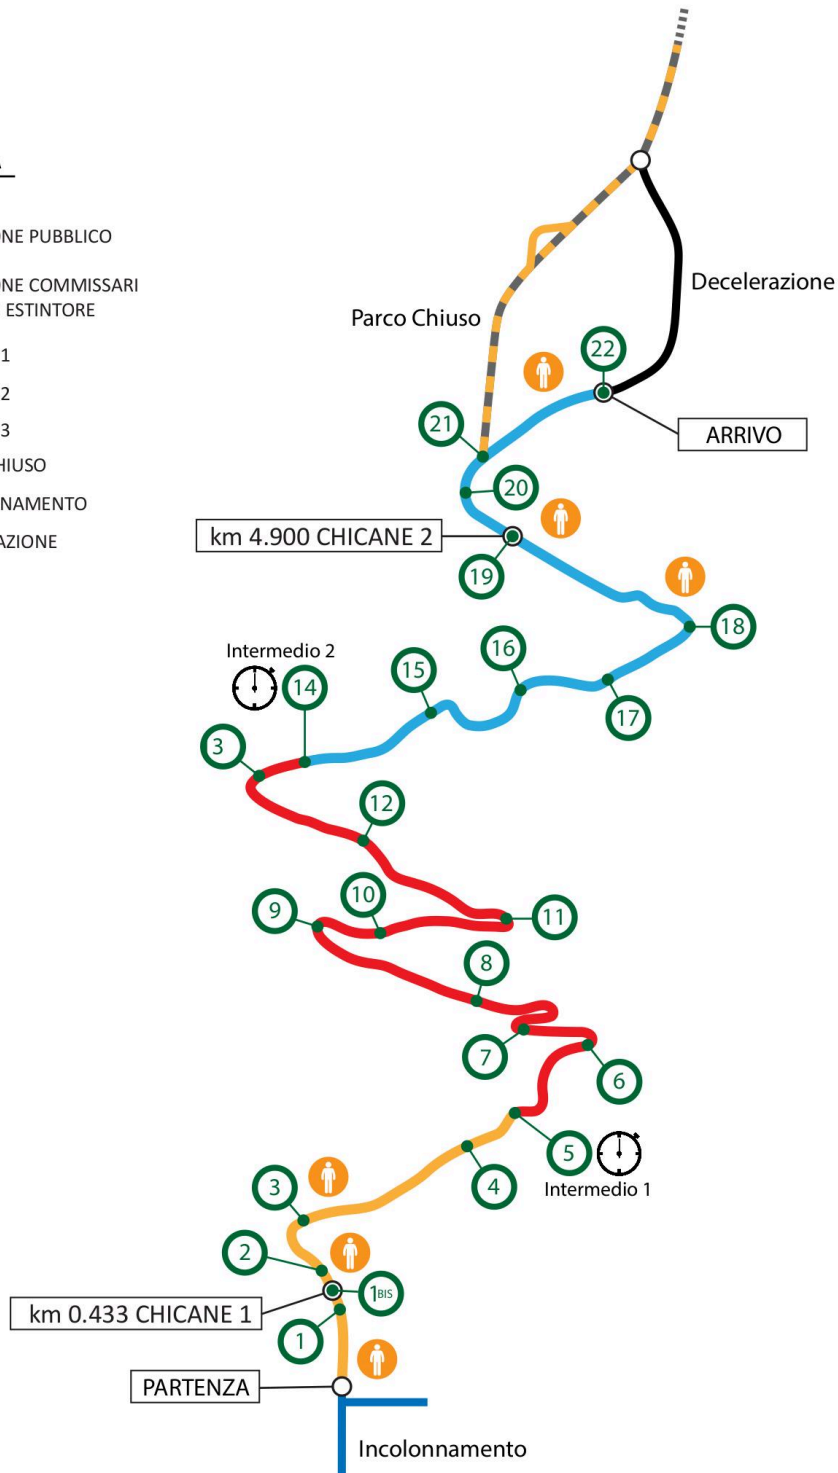 ONE PUBBLICO
ONE COMMISSARI
ESTINTORE
1
2
3
HIUSO
NAMENTO
AZIONE
Decelerazione
Parco Chiuso
22
21
ARRIVO
20
km 4.900 CHICANE 2
19
18
Intermedio 2
16
15
14
17
3
12
10
9
11
8
7
6
5
4
Intermedio 1
3
2
1BIS
km 0.433 CHICANE 1
1
PARTENZA
Incolonnamento